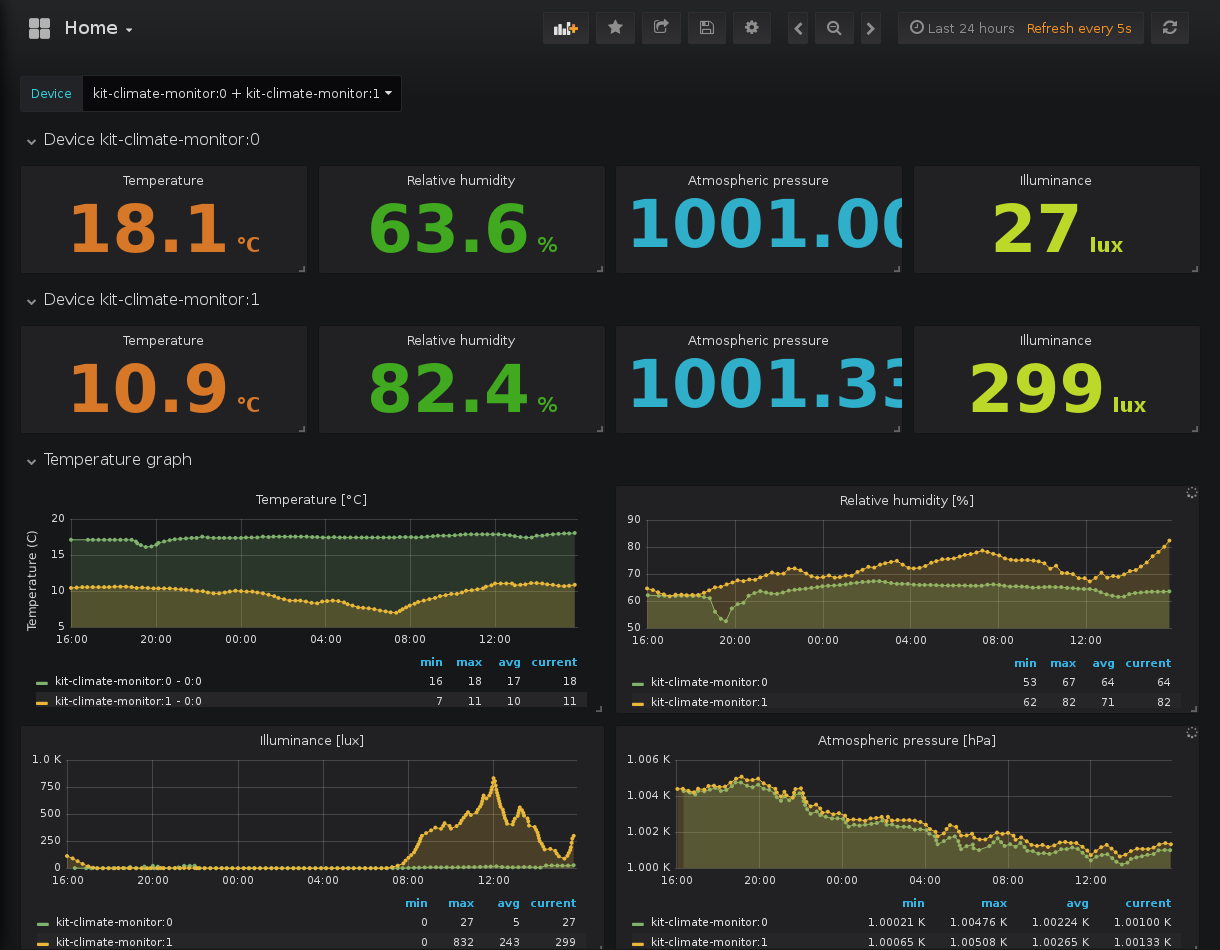 Home
Last 24 hours Refresh every 5s
Device kit-climate-monitor:0 + kit-climate-monitor:1
Device kit-climate-monitor:0
Temperature Relative humidity Atmospheric pressure Illuminance
18.1 °C 63.6 % 1001.00 27 lux
Device kit-climate-monitor:1
Temperature Relative humidity Atmospheric pressure Illuminance
10.9 °C 82.4 % 1001.33 299 lux
Temperature graph
Temperature [°C]
Temperature (C)
20
15
10
5
16:00 20:00 00:00 04:00 08:00 12:00
min max avg current
kit-climate-monitor:0 - 0:0 16 18 17 18
kit-climate-monitor:1 - 0:0 7 11 10 11
Relative humidity [%]
90
80
70
60
50
16:00 20:00 00:00 04:00 08:00 12:00
min max avg current
kit-climate-monitor:0 53 67 64 64
kit-climate-monitor:1 62 82 71 82
Illuminance [lux]
1.0 K
750
500
250
0
16:00 20:00 00:00 04:00 08:00 12:00
min max avg current
kit-climate-monitor:0 0 27 5 27
kit-climate-monitor:1 0 832 243 299
Atmospheric pressure [hPa]
1.006 K
1.004 K
1.002 K
1.000 K
16:00 20:00 00:00 04:00 08:00 12:00
min max avg current
kit-climate-monitor:0 1.00021 K 1.00476 K 1.00224 K 1.00100 K
kit-climate-monitor:1 1.00065 K 1.00508 K 1.00265 K 1.00133 K